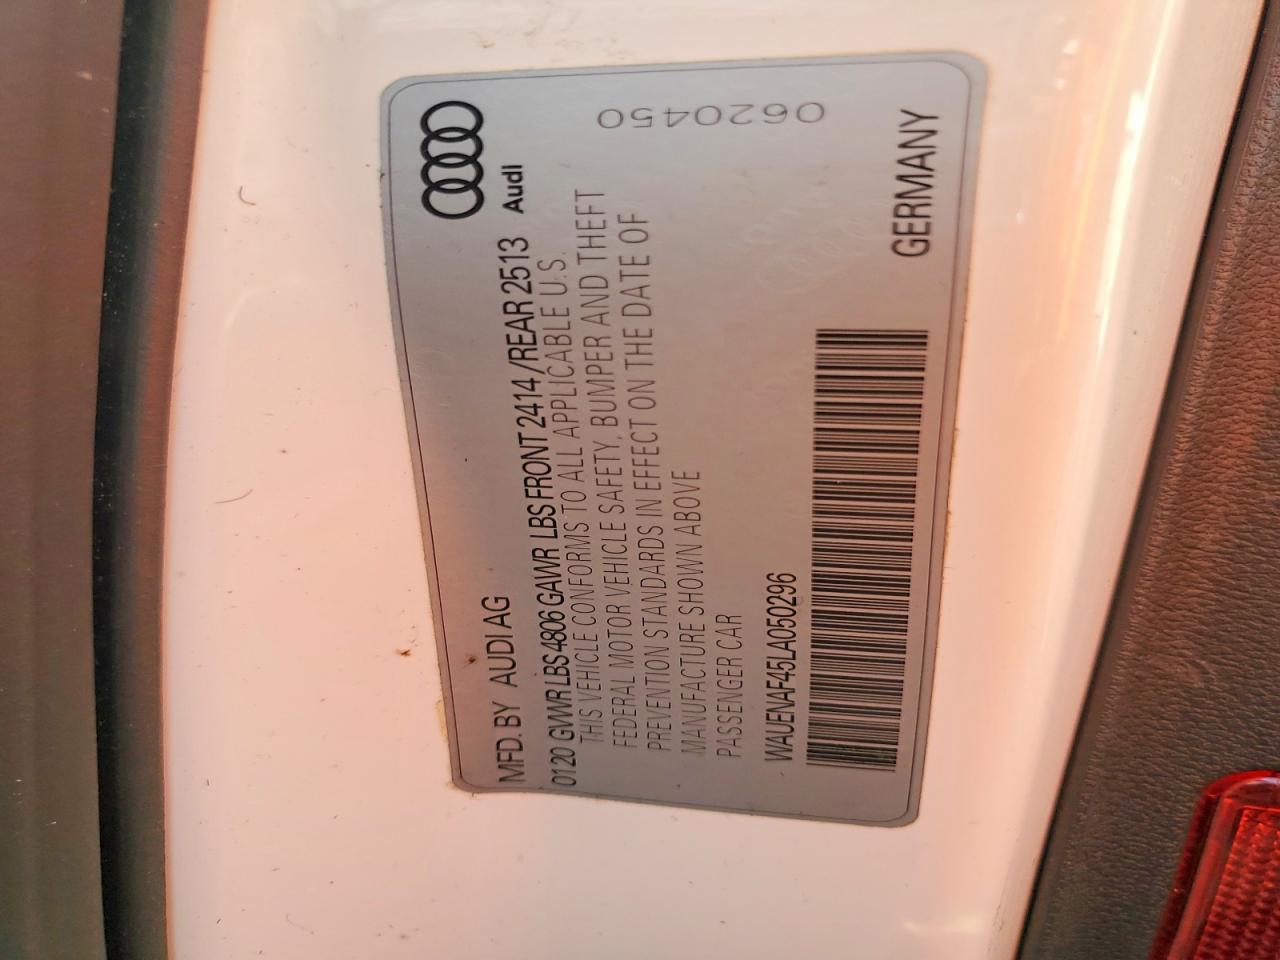 MFD. BY AUDI AG
Audi
0120 GVWR LBS 4806 GAWR LBS FRONT 2414 /REAR 2513
THIS VEHICLE CONFORMS TO ALL APPLICABLE U.S.
FEDERAL MOTOR VEHICLE SAFETY, BUMPER AND THEFT
PREVENTION STANDARDS IN EFFECT ON THE DATE OF
MANUFACTURE SHOWN ABOVE
PASSENGER CAR
WAUENAF45LA050296
GERMANY
0620450